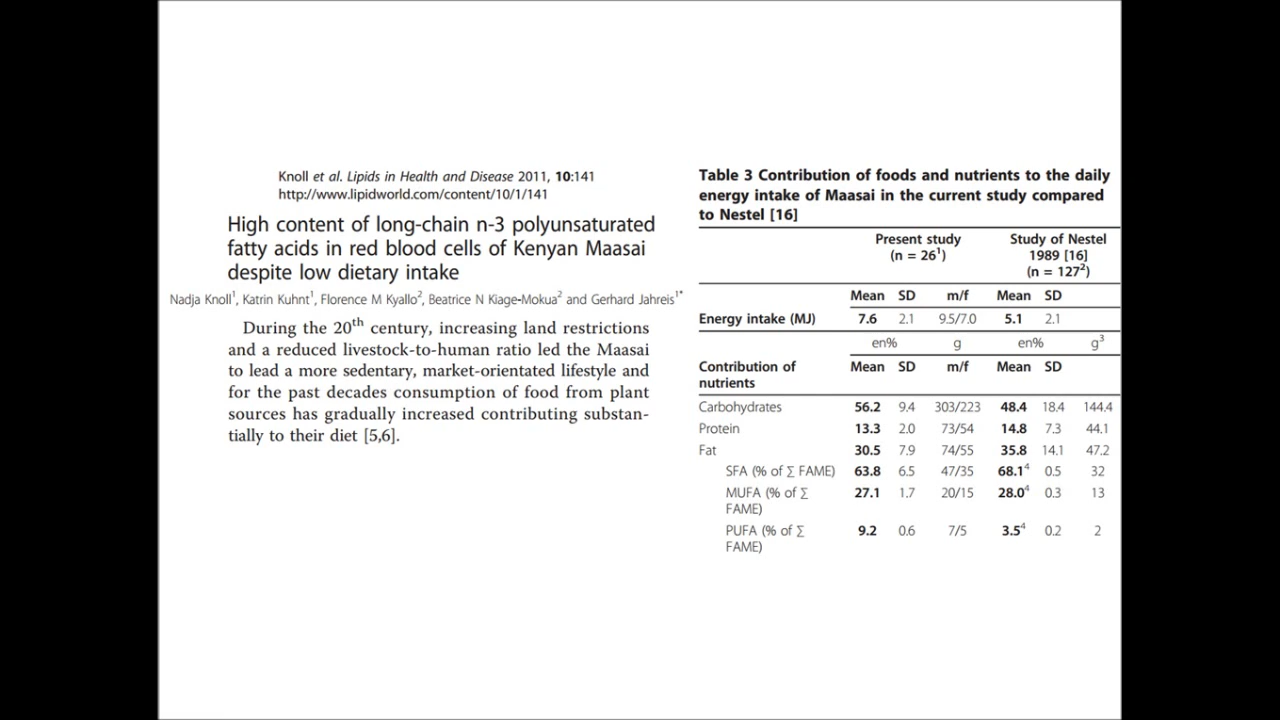 Knoll et al. Lipids in Health and Disease 2011, 10:141
http://www.lipidworld.com/content/10/1/141
High content of long-chain n-3 polyunsaturated
fatty acids in red blood cells of Kenyan Maasai
despite low dietary intake
Nadja Knoll1, Katrin Kuhnt1, Florence M Kyallo2, Beatrice N Kiage-Mokua2 and Gerhard Jahreis1*
During the 20th century, increasing land restrictions
and a reduced livestock-to-human ratio led the Maasai
to lead a more sedentary, market-orientated lifestyle and
for the past decades consumption of food from plant
sources has gradually increased contributing substan-
tially to their diet [5,6].
Table 3 Contribution of foods and nutrients to the daily
energy intake of Maasai in the current study compared
to Nestel [16]
Present study Study of Nestel
(n = 261) 1989 [16]
(n = 1272)
Mean SD m/f Mean SD
Energy intake (MJ) 7.6 2.1 9.5/7.0 5.1 2.1
en% g en% g3
Contribution of Mean SD m/f Mean SD
nutrients
Carbohydrates 56.2 9.4 303/223 48.4 18.4 144.4
Protein 13.3 2.0 73/54 14.8 7.3 44.1
Fat 30.5 7.9 74/55 35.8 14.1 47.2
SFA (% of ∑ FAME) 63.8 6.5 47/35 68.14 0.5 32
MUFA (% of ∑ 27.1 1.7 20/15 28.04 0.3 13
FAME)
PUFA (% of ∑ 9.2 0.6 7/5 3.54 0.2 2
FAME)